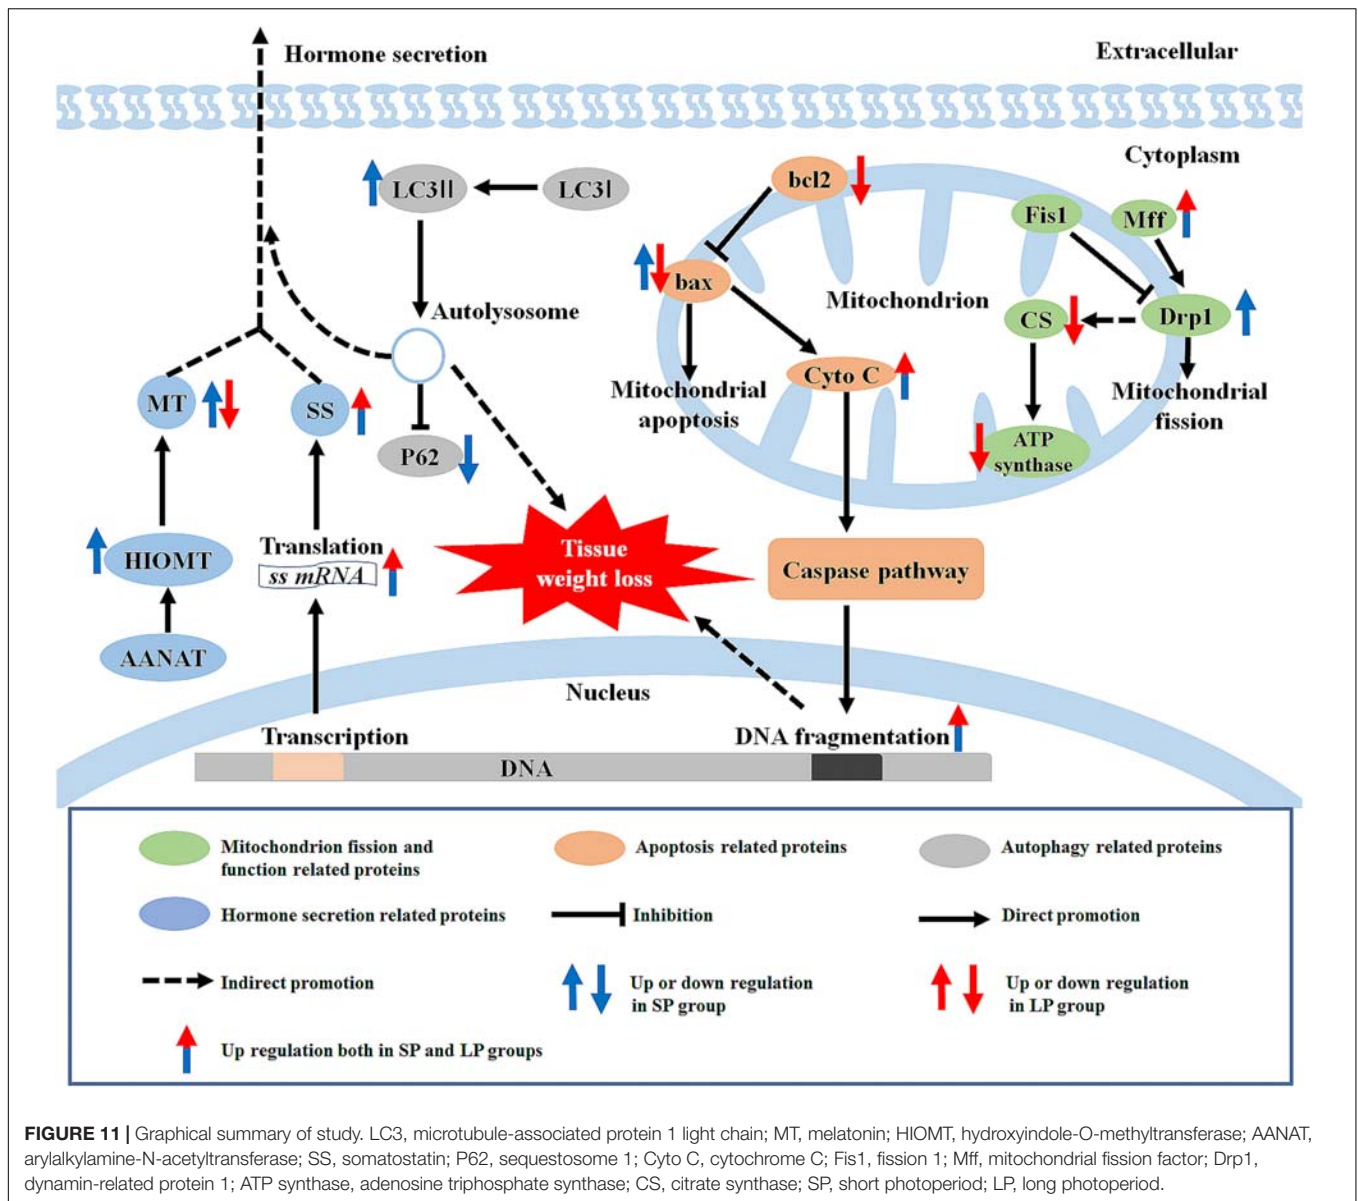 Hormone secretion
Extracellular
Cytoplasm
LC3II
LC3I
bcl2
Fis1
Mff
bax
Mitochondrion
Autolysosome
CS
Drp1
MT
SS
Mitochondrial
apoptosis
Cyto C
Mitochondrial
fission
P62
ATP
synthase
HIOMT
Translation
ss mRNA
Tissue
weight loss
Caspase pathway
AANAT
Nucleus
Transcription
DNA fragmentation
DNA
Mitochondrion fission and
function related proteins
Apoptosis related proteins
Autophagy related proteins
Hormone secretion related proteins
Inhibition
Direct promotion
Indirect promotion
Up or down regulation
in SP group
Up or down regulation
in LP group
Up regulation both in SP and LP groups
FIGURE 11 | Graphical summary of study. LC3, microtubule-associated protein 1 light chain; MT, melatonin; HIOMT, hydroxyindole-O-methyltransferase; AANAT,
arylalkylamine-N-acetyltransferase; SS, somatostatin; P62, sequestosome 1; Cyto C, cytochrome C; Fis1, fission 1; Mff, mitochondrial fission factor; Drp1,
dynamin-related protein 1; ATP synthase, adenosine triphosphate synthase; CS, citrate synthase; SP, short photoperiod; LP, long photoperiod.